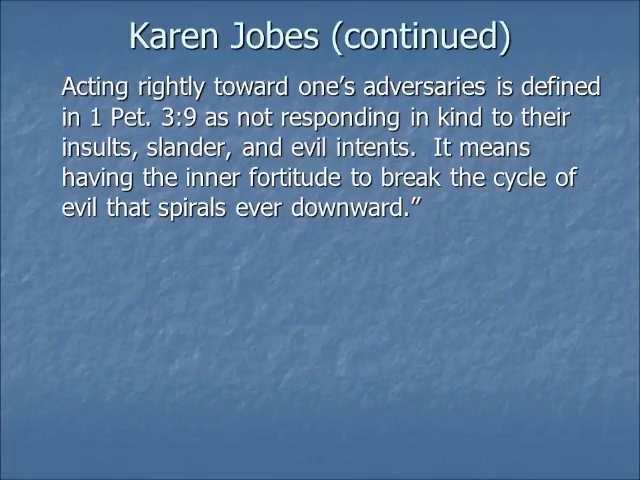 Karen Jobes (continued)
Acting rightly toward one’s adversaries is defined
in 1 Pet. 3:9 as not responding in kind to their
insults, slander, and evil intents.  It means
having the inner fortitude to break the cycle of
evil that spirals ever downward.”